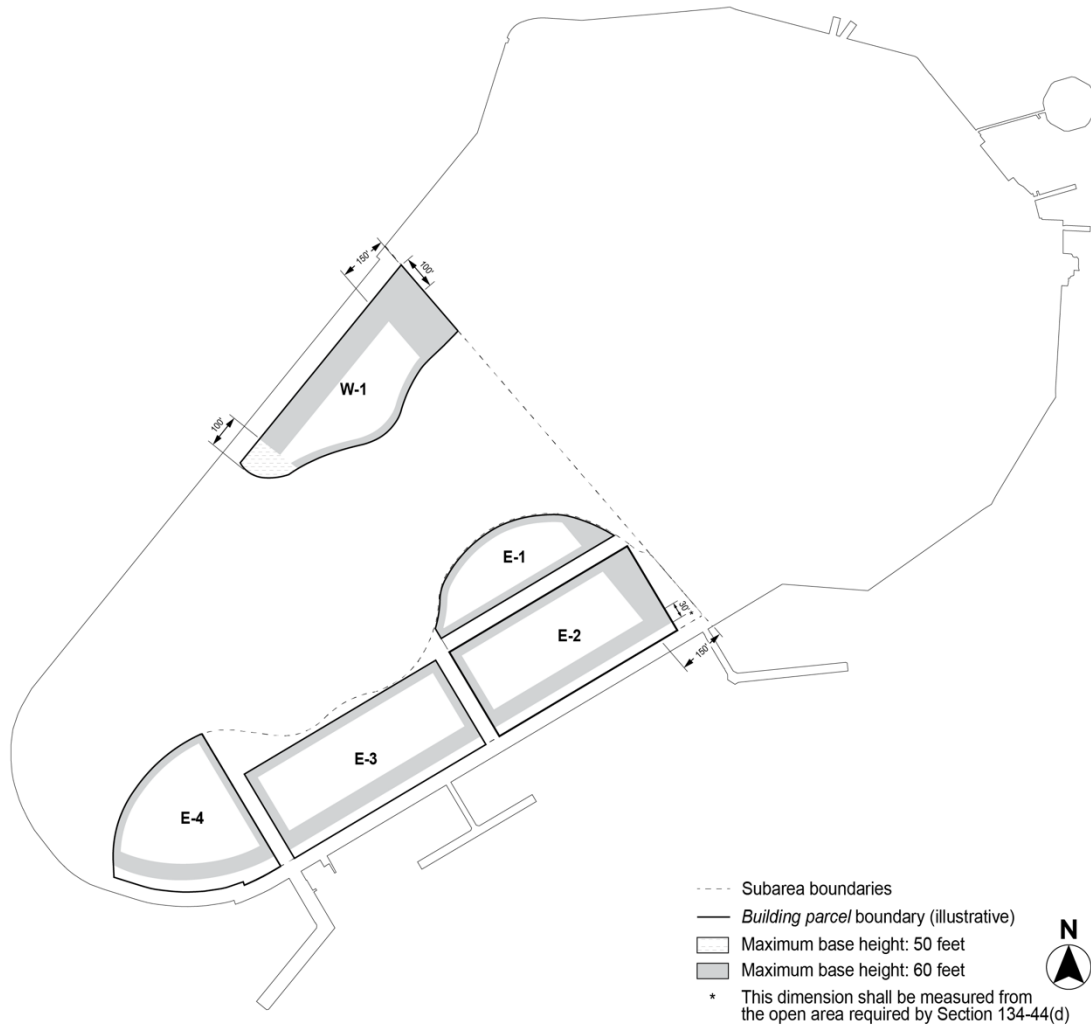 150'
100'
W-1
100'
E-1
30'
*
E-2
150'
E-3
E-4
Subarea boundaries
Building parcel boundary (illustrative)
Maximum base height: 50 feet
Maximum base height: 60 feet
* This dimension shall be measured from
the open area required by Section 134-44(d)
N